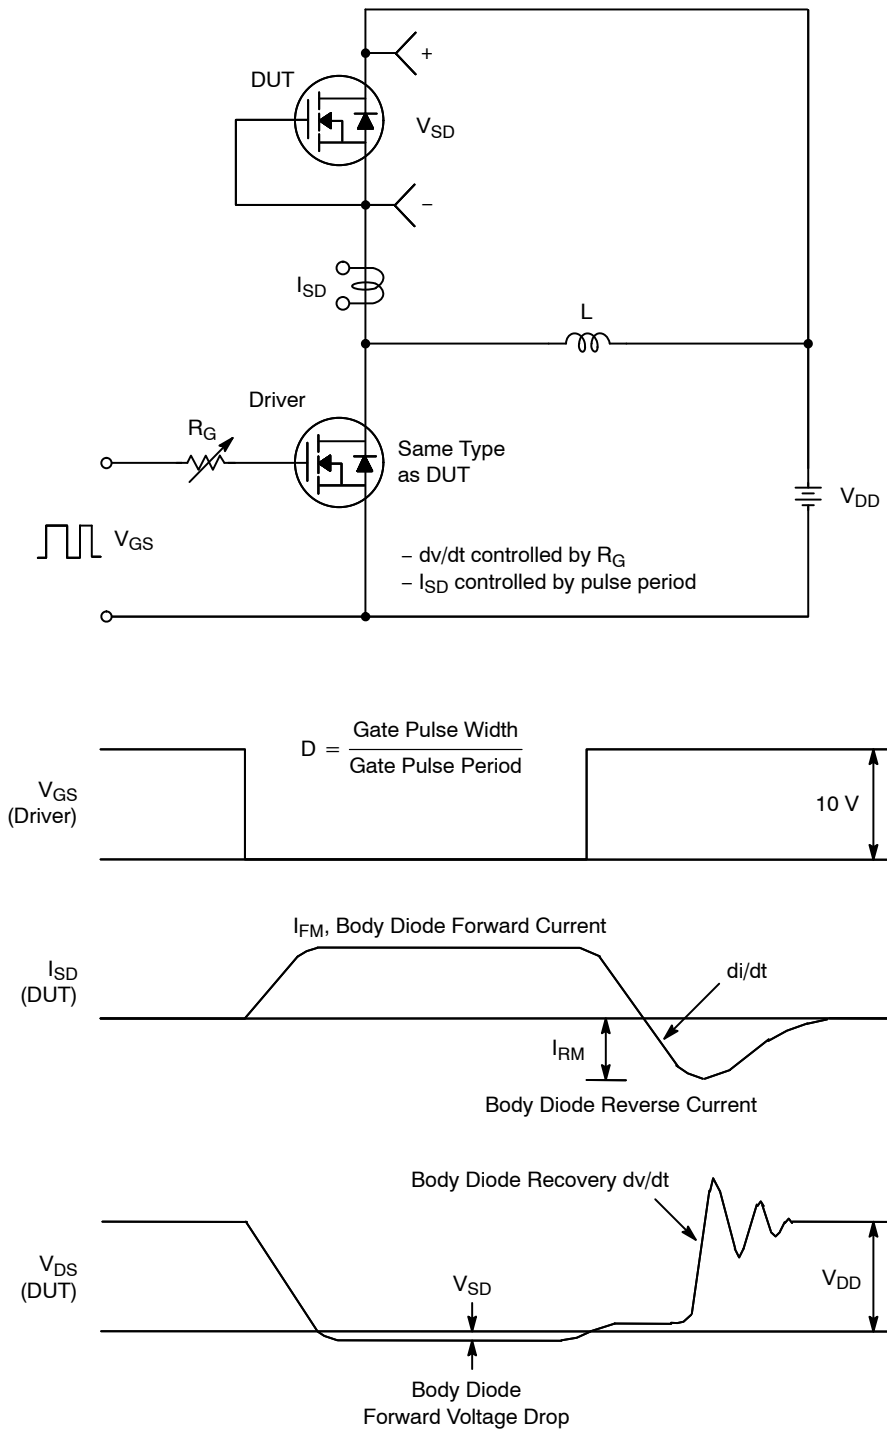 +
DUT
V_SD
−
I_SD
L
Driver
R_G
Same Type
as DUT
V_DD
V_GS
− dv/dt controlled by R_G
− I_SD controlled by pulse period
D = Gate Pulse Width
Gate Pulse Period
V_GS
(Driver)
10 V
I_FM, Body Diode Forward Current
I_SD
(DUT)
di/dt
I_RM
Body Diode Reverse Current
Body Diode Recovery dv/dt
V_DS
(DUT)
V_SD
V_DD
Body Diode
Forward Voltage Drop